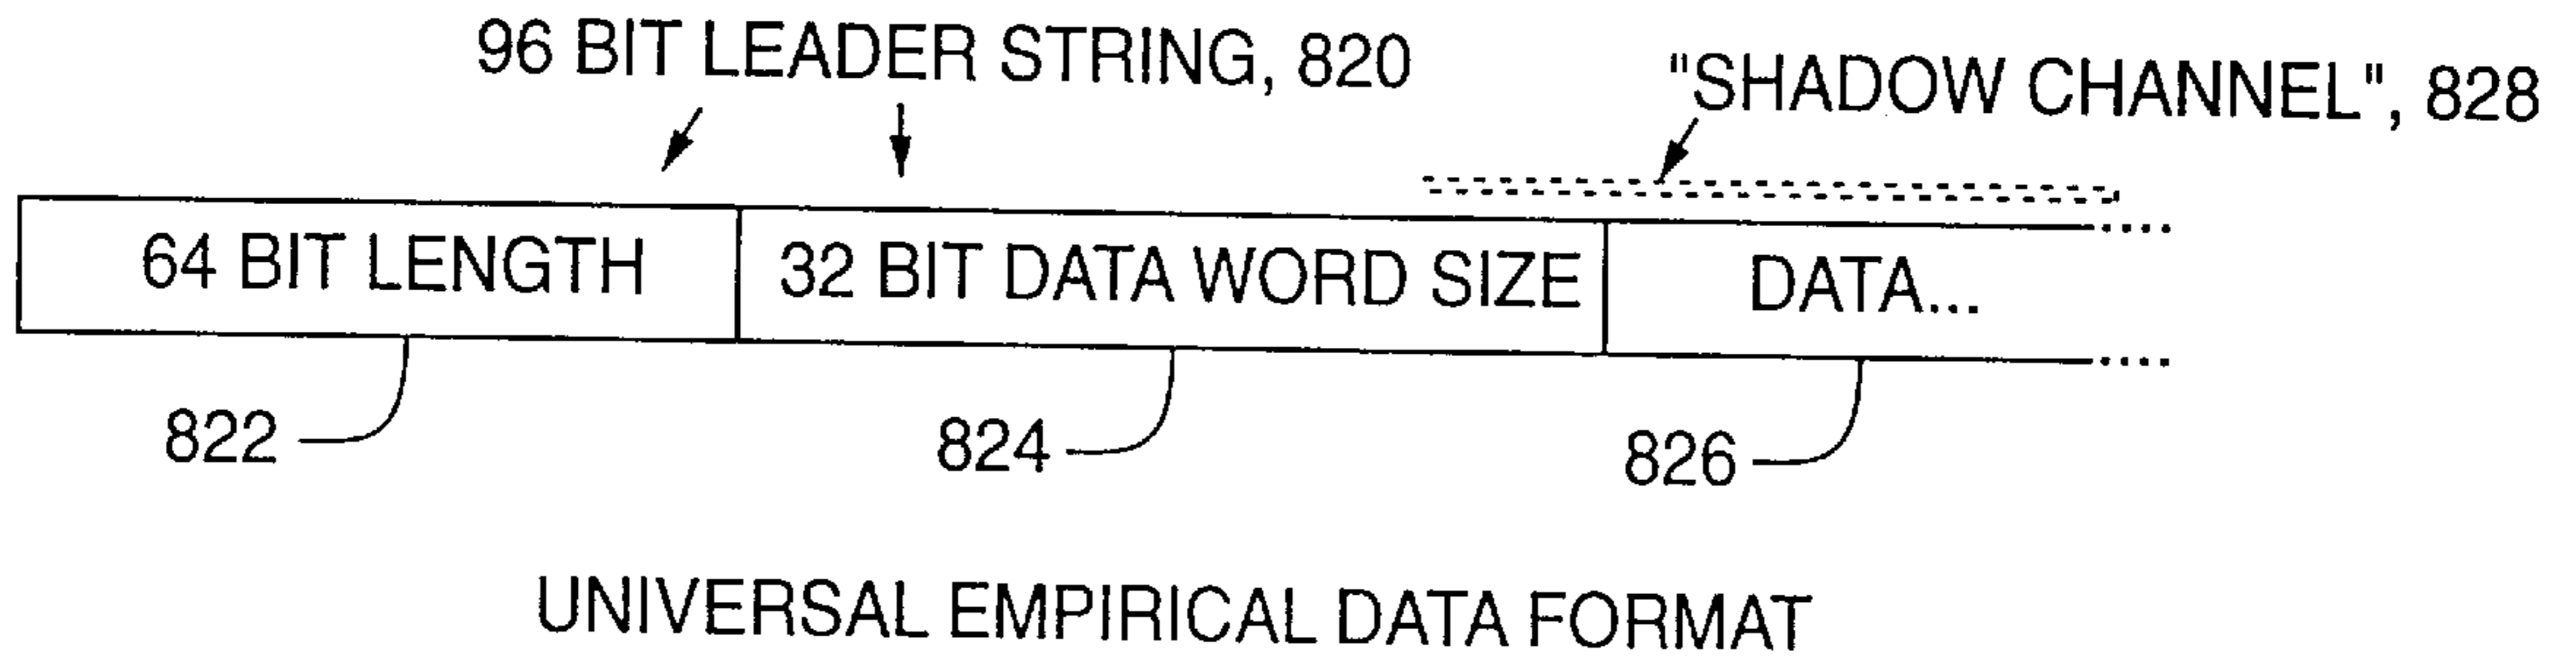 96 BIT LEADER STRING, 820
"SHADOW CHANNEL", 828
64 BIT LENGTH
32 BIT DATA WORD SIZE
DATA...
822
824
826
UNIVERSAL EMPIRICAL DATA FORMAT